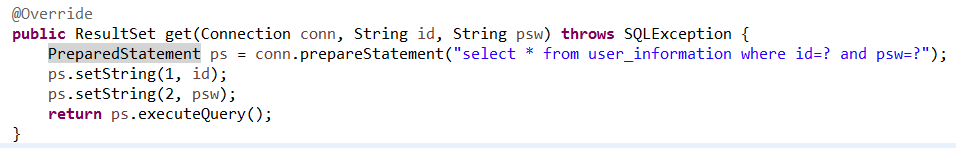 @Override
public ResultSet get(Connection conn, String id, String psw) throws SQLException {
    PreparedStatement ps = conn.prepareStatement("select * from user_information where id=? and psw=?");
    ps.setString(1, id);
    ps.setString(2, psw);
    return ps.executeQuery();
}